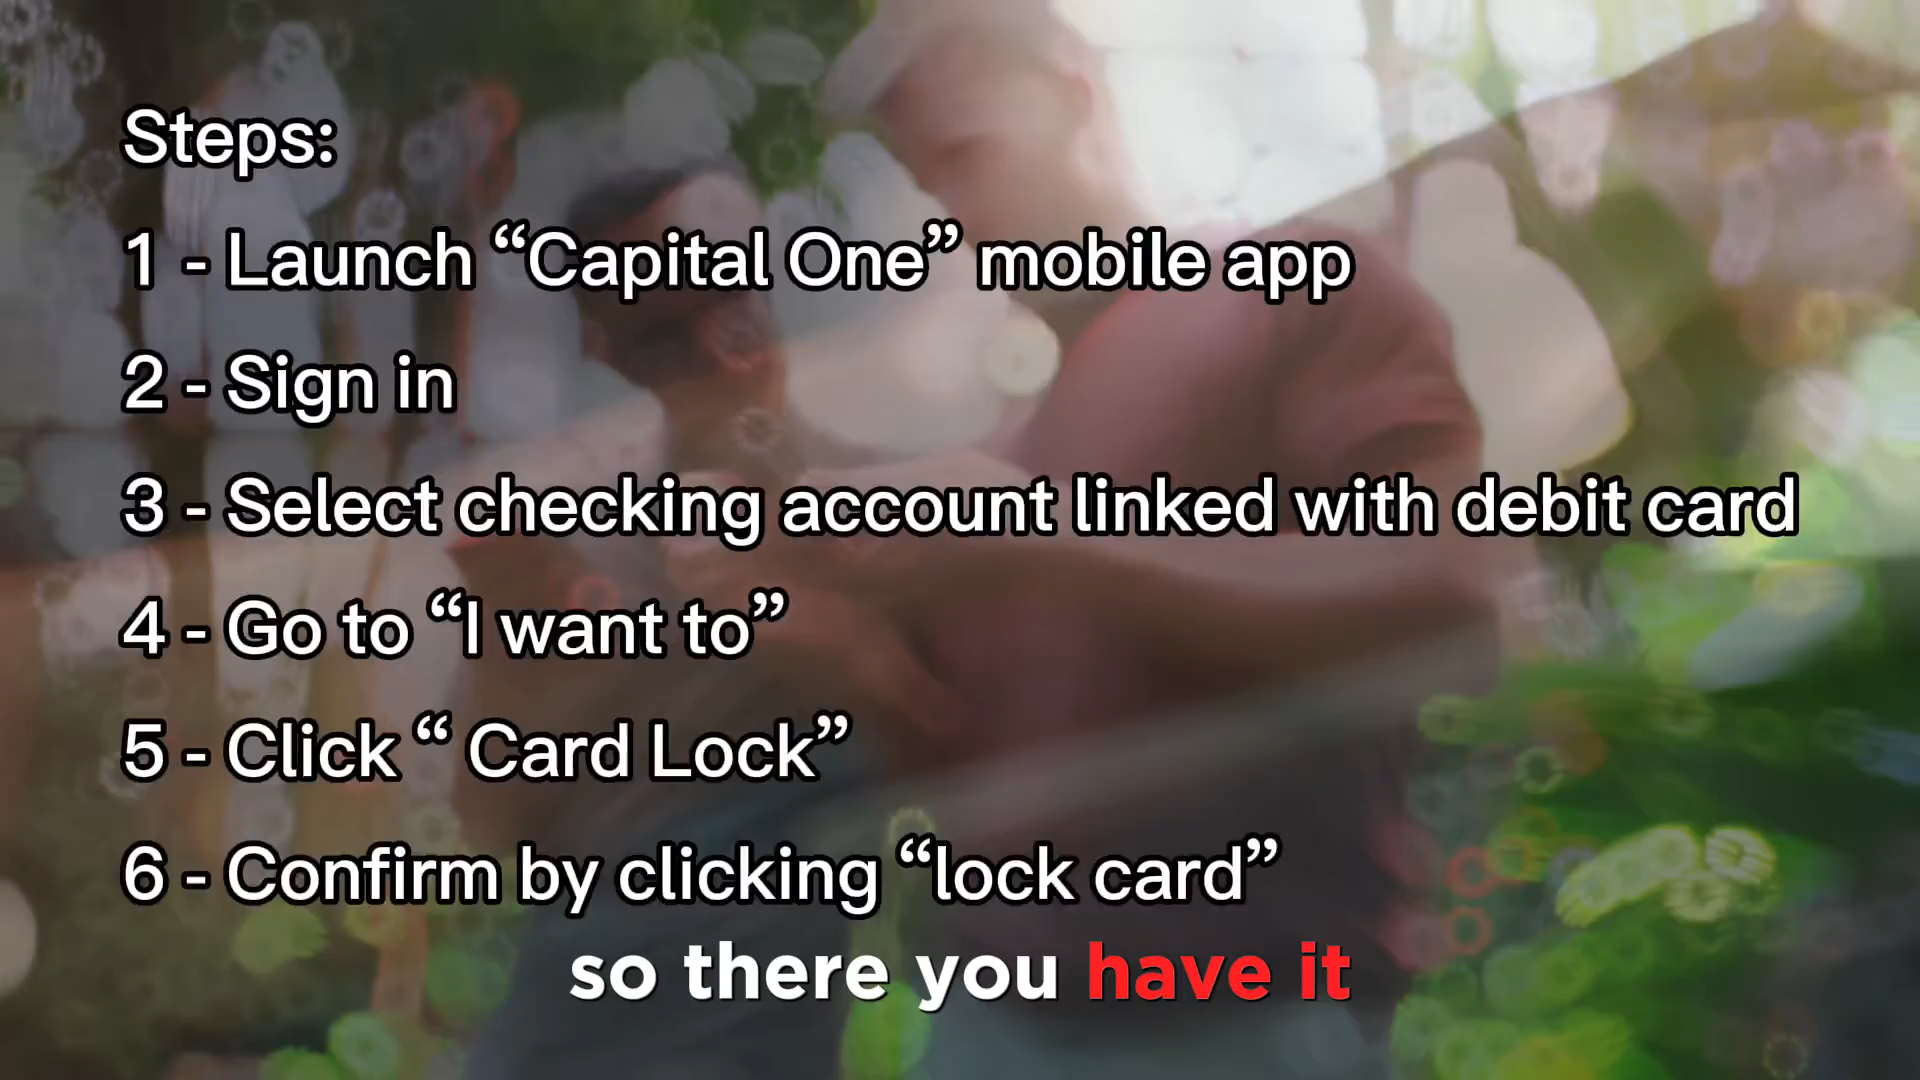 Steps:
1 - Launch “Capital One” mobile app
2 - Sign in
3 - Select checking account linked with debit card
4 - Go to “I want to”
5 - Click “ Card Lock”
6 - Confirm by clicking “lock card”
so there you have it